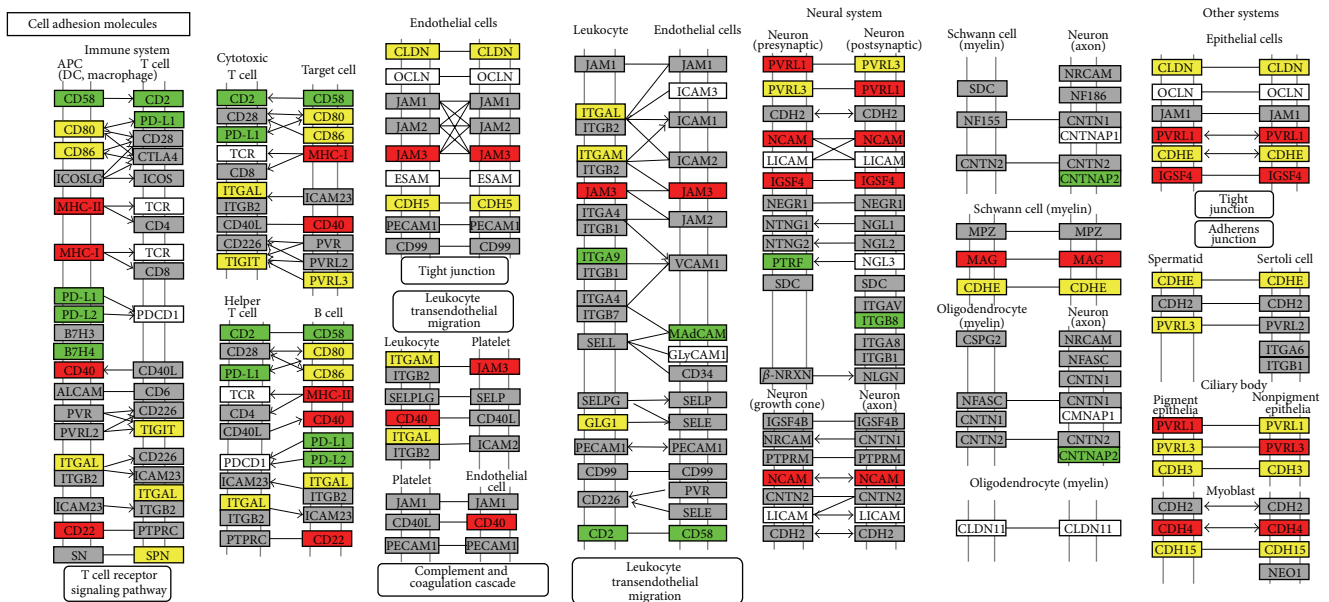 Cell adhesion molecules
Immune system
APC
(DC, macrophage)
T cell
CD58
CD2
PD-L1
CD80
CD28
CD86
CTLA4
ICOSLG
ICOS
MHC-II
TCR
CD4
MHC-I
TCR
CD8
PD-L1
PD-L2
PDCD1
B7H3
B7H4
CD40
CD40L
ALCAM
CD6
PVR
CD226
PVRL2
TIGIT
ITGAL
CD226
ITGB2
ICAM23
ITGAL
ICAM23
ITGB2
CD22
PTPRC
SN
SPN
T cell receptor
signaling pathway
Cytotoxic
T cell
Target cell
CD2
CD58
CD28
CD80
PD-L1
CD86
TCR
MHC-I
CD8
ITGAL
ICAM23
ITGB2
CD40L
CD40
CD226
PVR
TIGIT
PVRL2
PVRL3
Helper
T cell
B cell
CD2
CD58
CD28
CD80
PD-L1
CD86
TCR
MHC-II
CD4
CD40
CD40L
PD-L1
PDCD1
PD-L2
ICAM23
ITGAL
ITGB2
ITGAL
ICAM23
ITGB2
PTPRC
CD22
Endothelial cells
CLDN
CLDN
OCLN
OCLN
JAM1
JAM1
JAM2
JAM2
JAM3
JAM3
ESAM
ESAM
CDH5
CDH5
PECAM1
PECAM1
CD99
CD99
Tight junction
Leukocyte
transendothelial
migration
Leukocyte
Platelet
ITGAM
JAM3
ITGB2
SELPLG
SELP
CD40
CD40L
ITGAL
ICAM2
ITGB2
Platelet
Endothelial
cell
JAM1
JAM1
CD40L
CD40
PECAM1
PECAM1
Complement and
coagulation cascade
Leukocyte
Endothelial cells
JAM1
JAM1
ICAM3
ITGAL
ICAM1
ITGB2
ITGAM
ICAM2
ITGB2
JAM3
JAM3
ITGA4
JAM2
ITGB1
ITGA9
VCAM1
ITGB1
ITGA4
ITGB7
MAdCAM
SELL
GLyCAM1
CD34
SELPG
SELP
GLG1
SELE
PECAM1
PECAM1
CD99
CD99
CD226
PVR
SELE
CD2
CD58
Leukocyte
transendothelial
migration
Neural system
Neuron
(presynaptic)
Neuron
(postsynaptic)
PVRL1
PVRL3
PVRL3
PVRL1
CDH2
CDH2
NCAM
NCAM
LICAM
LICAM
IGSF4
IGSF4
NEGR1
NEGR1
NTNG1
NGL1
NTNG2
NGL2
PTRF
NGL3
SDC
SDC
ITGAV
ITGB8
ITGA8
ITGB1
β-NRXN
NLGN
Neuron
(growth cone)
Neuron
(axon)
IGSF4B
IGSF4B
NRCAM
CNTN1
PTPRM
PTPRM
NCAM
NCAM
CNTN2
CNTN2
LICAM
LICAM
CDH2
CDH2
Schwann cell
(myelin)
Neuron
(axon)
NRCAM
SDC
NF186
NF155
CNTN1
CNTNAP1
CNTN2
CNTN2
CNTNAP2
Schwann cell (myelin)
MPZ
MPZ
MAG
MAG
CDHE
CDHE
Oligodendrocyte
(myelin)
Neuron
(axon)
CSPG2
NRCAM
NFASC
CNTN1
NFASC
CNTN1
CNTN1
CMNAP1
CNTN2
CNTN2
CNTNAP2
Oligodendrocyte (myelin)
CLDN11
CLDN11
Other systems
Epithelial cells
CLDN
CLDN
OCLN
OCLN
JAM1
JAM1
PVRL1
PVRL1
CDHE
CDHE
IGSF4
IGSF4
Tight
junction
Adherens
junction
Spermatid
Sertoli cell
CDHE
CDHE
CDH2
CDH2
PVRL3
PVRL2
ITGA6
ITGB1
Ciliary body
Pigment
epithelia
Nonpigment
epithelia
PVRL1
PVRL1
PVRL3
PVRL3
CDH3
CDH3
Myoblast
CDH2
CDH2
CDH4
CDH4
CDH15
CDH15
NEO1